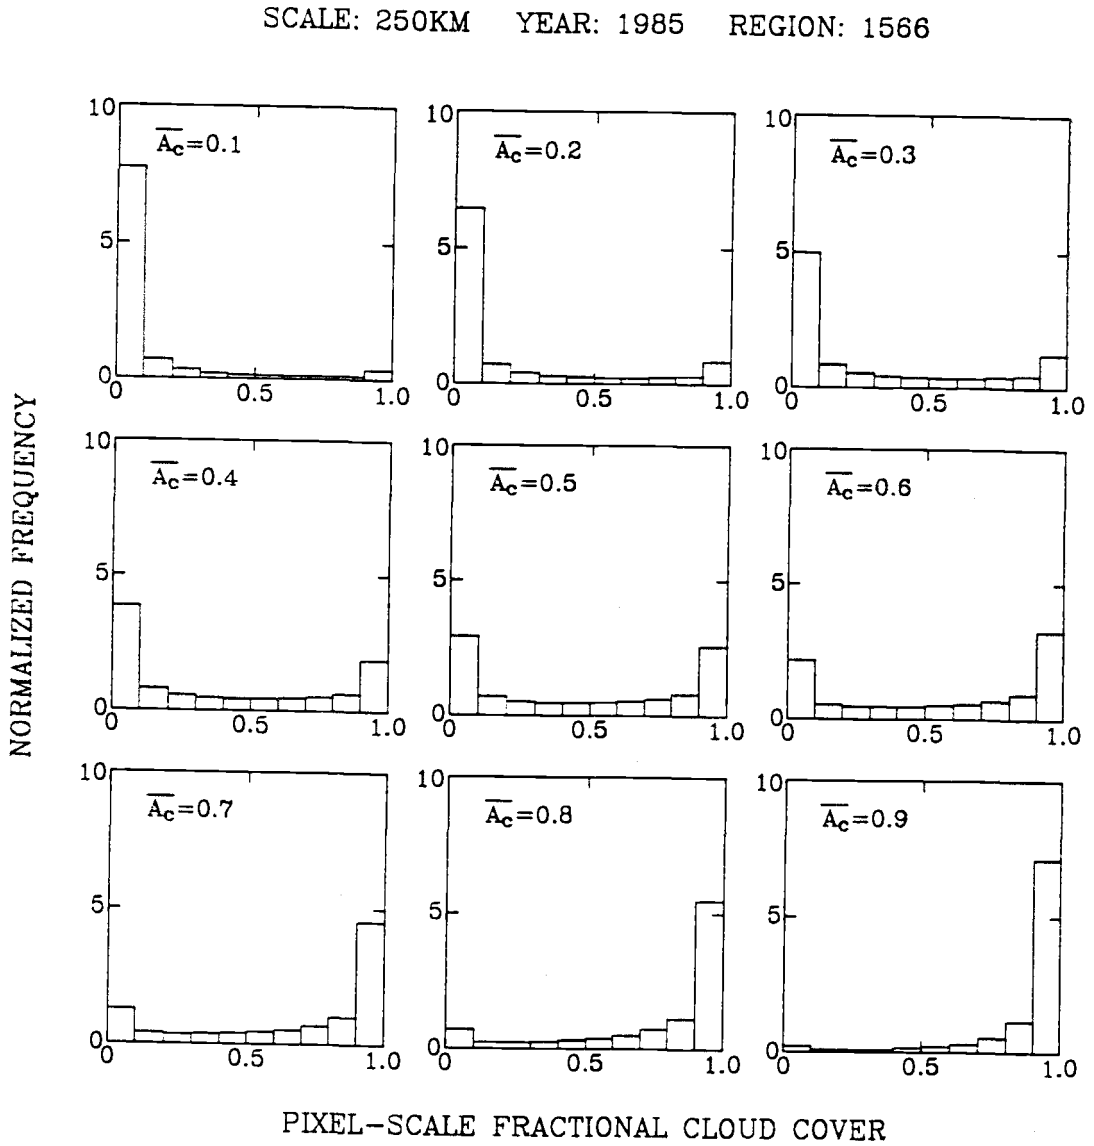 SCALE: 250KM YEAR: 1985 REGION: 1566
10 10 10
Ac=0.1 Ac=0.2 Ac=0.3
5 5 5
0 0 0
0 0.5 1.0 0 0.5 1.0 0 0.5 1.0
NORMALIZED FREQUENCY
10 10 10
Ac=0.4 Ac=0.5 Ac=0.6
5 5 5
0 0 0
0 0.5 1.0 0 0.5 1.0 0 0.5 1.0
10 10 10
Ac=0.7 Ac=0.8 Ac=0.9
5 5 5
0 0 0
0 0.5 1.0 0 0.5 1.0 0 0.5 1.0
PIXEL-SCALE FRACTIONAL CLOUD COVER